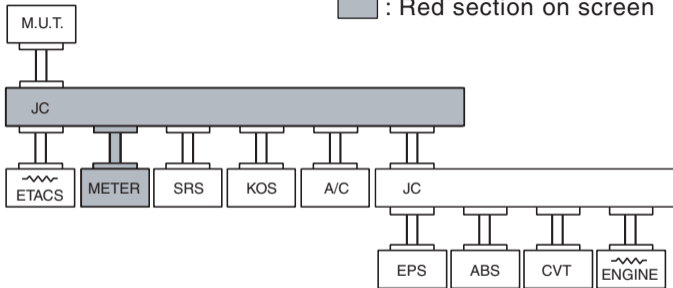 : Red section on screen
M.U.T.
JC
ETACS METER SRS KOS A/C JC
EPS ABS CVT ENGINE